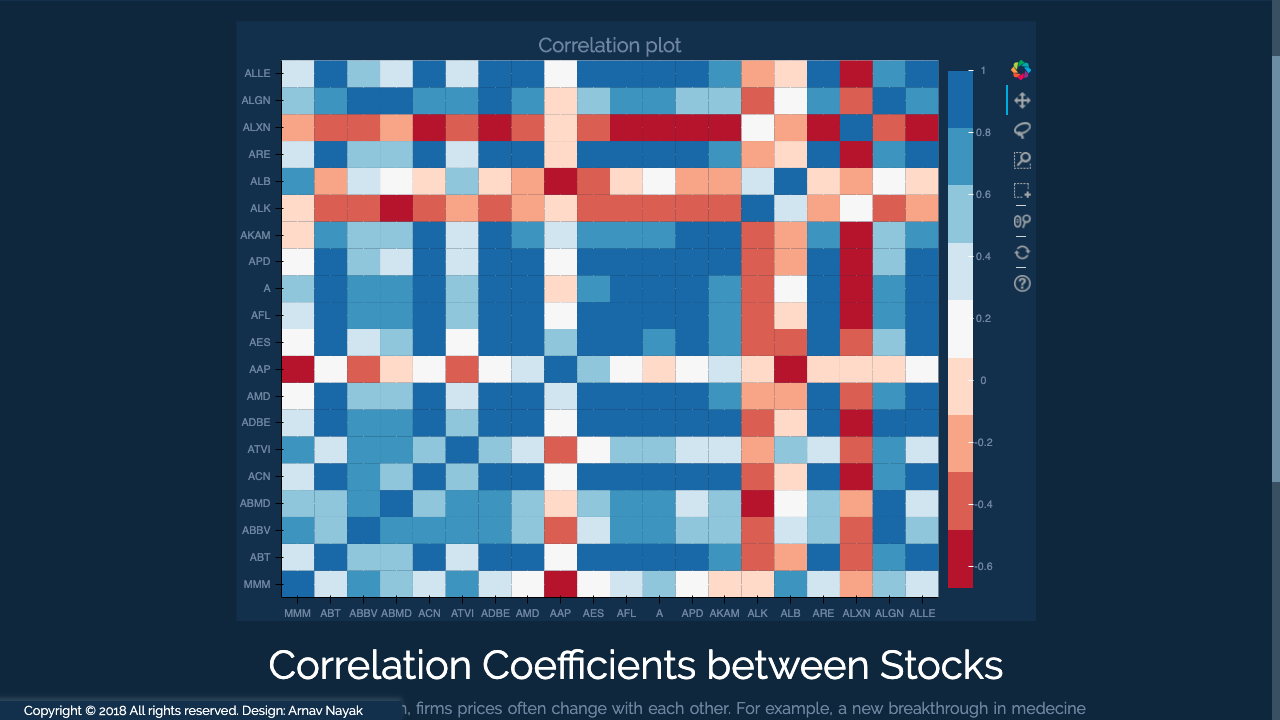 Correlation plot
ALLE
ALGN
ALXN
ARE
ALB
ALK
AKAM
APD
A
AFL
AES
AAP
AMD
ADBE
ATVI
ACN
ABMD
ABBV
ABT
MMM
1
0.8
0.6
0.4
0.2
0
-0.2
-0.4
-0.6
MMM ABT ABBV ABMD ACN ATVI ADBE AMD AAP AES AFL A APD AKAM ALK ALB ARE ALXN ALGN ALLE
Correlation Coefficients between Stocks
, firms prices often change with each other. For example, a new breakthrough in medecine
Copyright © 2018 All rights reserved. Design: Arnav Nayak